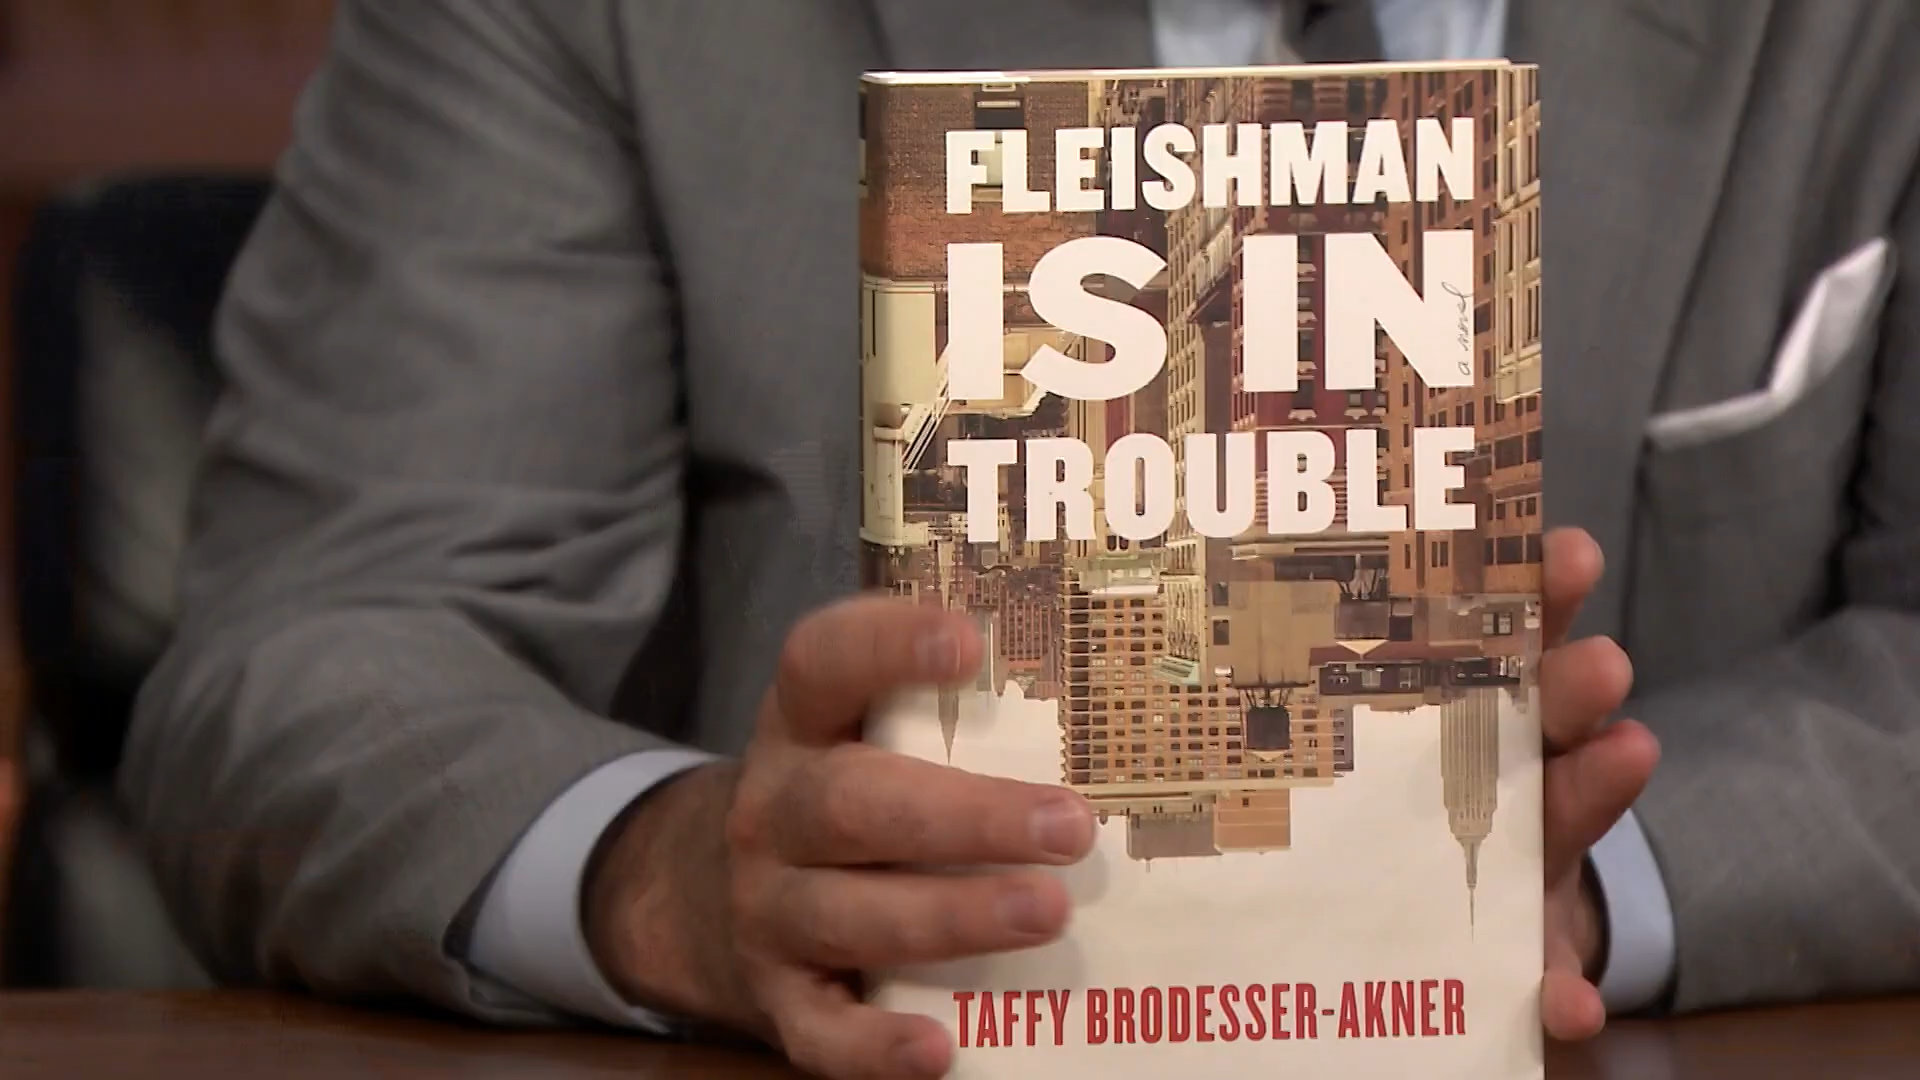 FLEISHMAN
IS IN
a novel
TROUBLE
TAFFY BRODESSER-AKNER